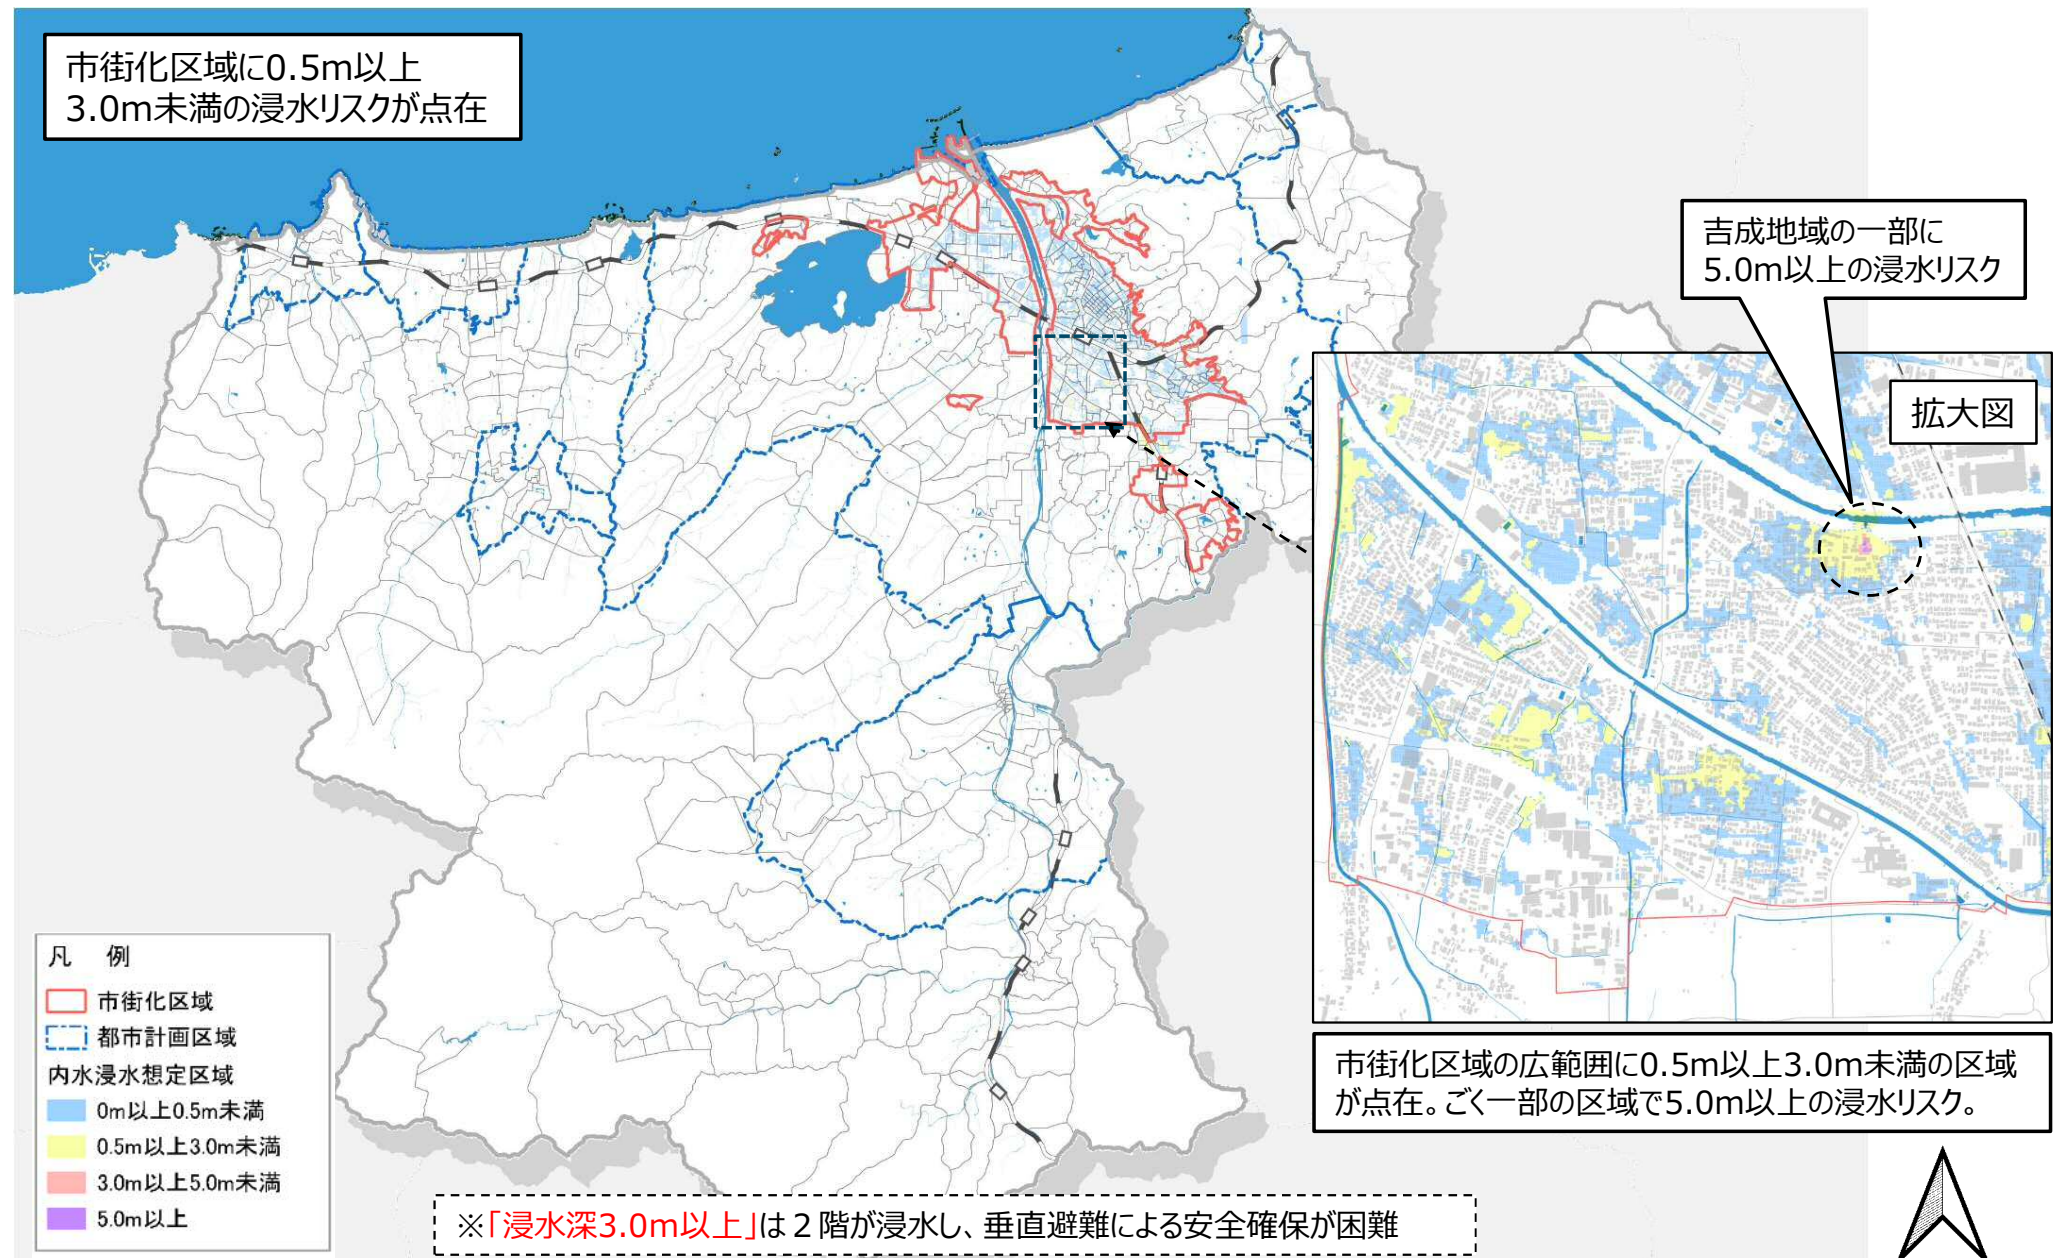 市街化区域に0.5m以上
3.0m未満の浸水リスクが点在
吉成地域の一部に
5.0m以上の浸水リスク
拡大図
凡 例
市街化区域
都市計画区域
内水浸水想定区域
0m以上0.5m未満
0.5m以上3.0m未満
3.0m以上5.0m未満
5.0m以上
市街化区域の広範囲に0.5m以上3.0m未満の区域
が点在。ごく一部の区域で5.0m以上の浸水リスク。
※「浸水深3.0m以上」は２階が浸水し、垂直避難による安全確保が困難